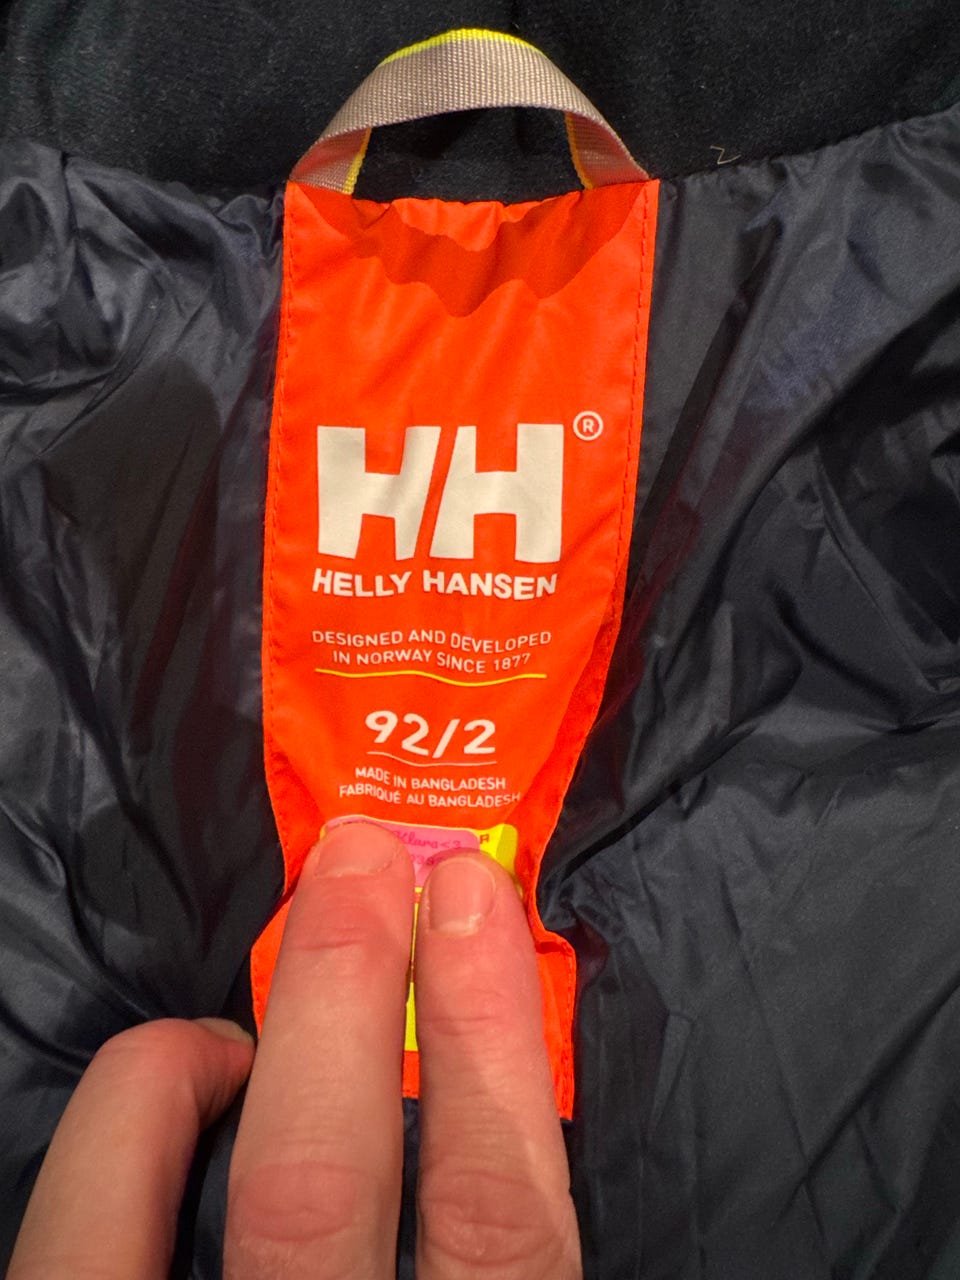 HH®
HELLY HANSEN
DESIGNED AND DEVELOPED
IN NORWAY SINCE 1877
92/2
MADE IN BANGLADESH
FABRIQUÉ AU BANGLADESH